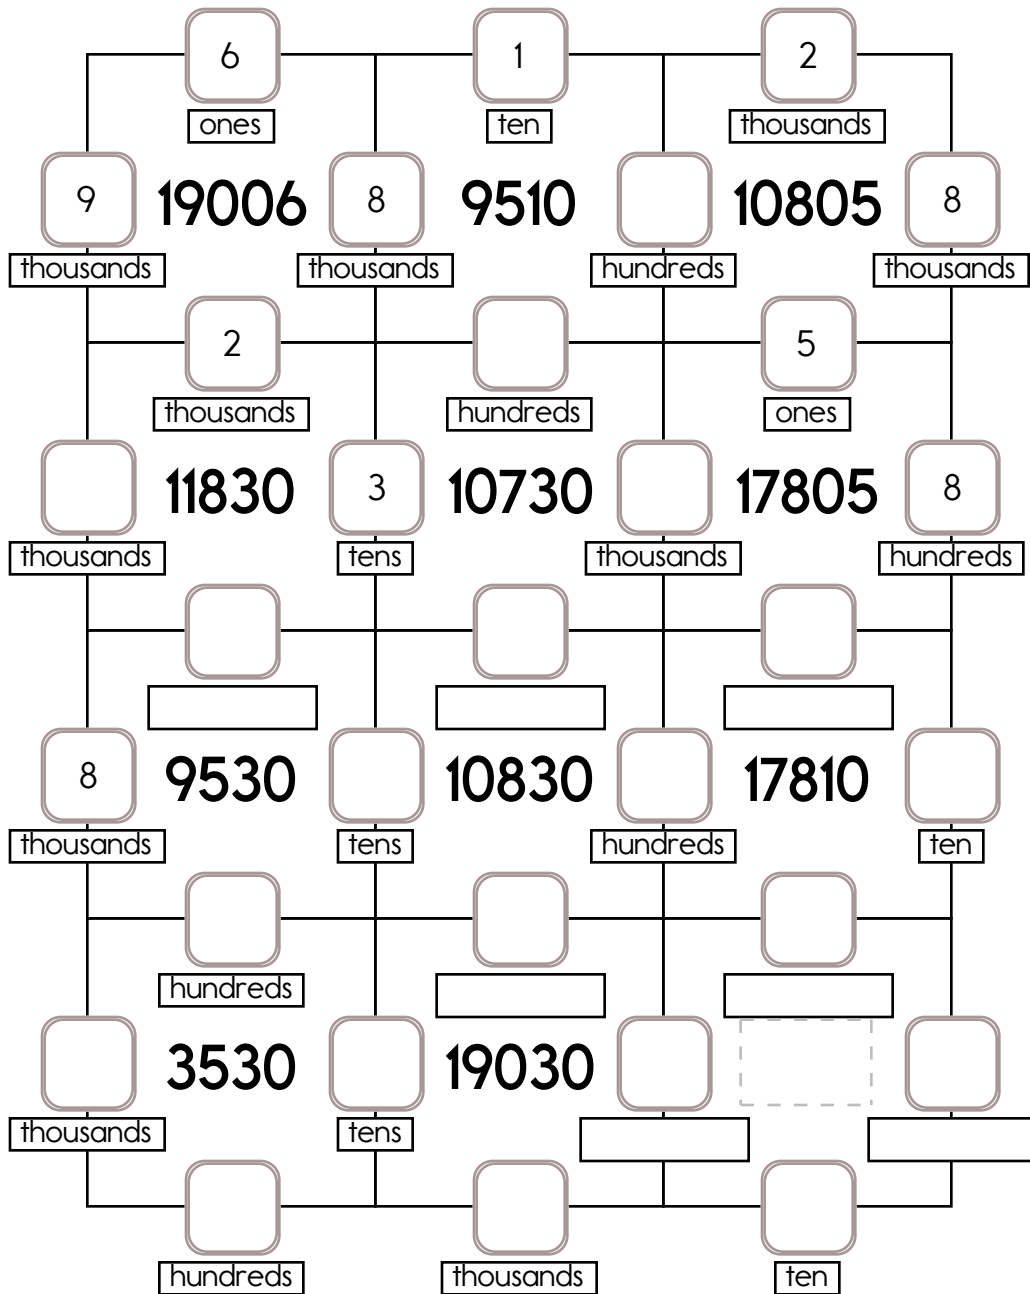 6 1 2
ones ten thousands
9 19006 8 9510 10805 8
thousands thousands hundreds thousands
2 5
thousands hundreds ones
11830 3 10730 17805 8
thousands tens thousands hundreds
8 9530 10830 17810
thousands tens hundreds ten
hundreds
3530 19030
thousands tens
hundreds thousands ten